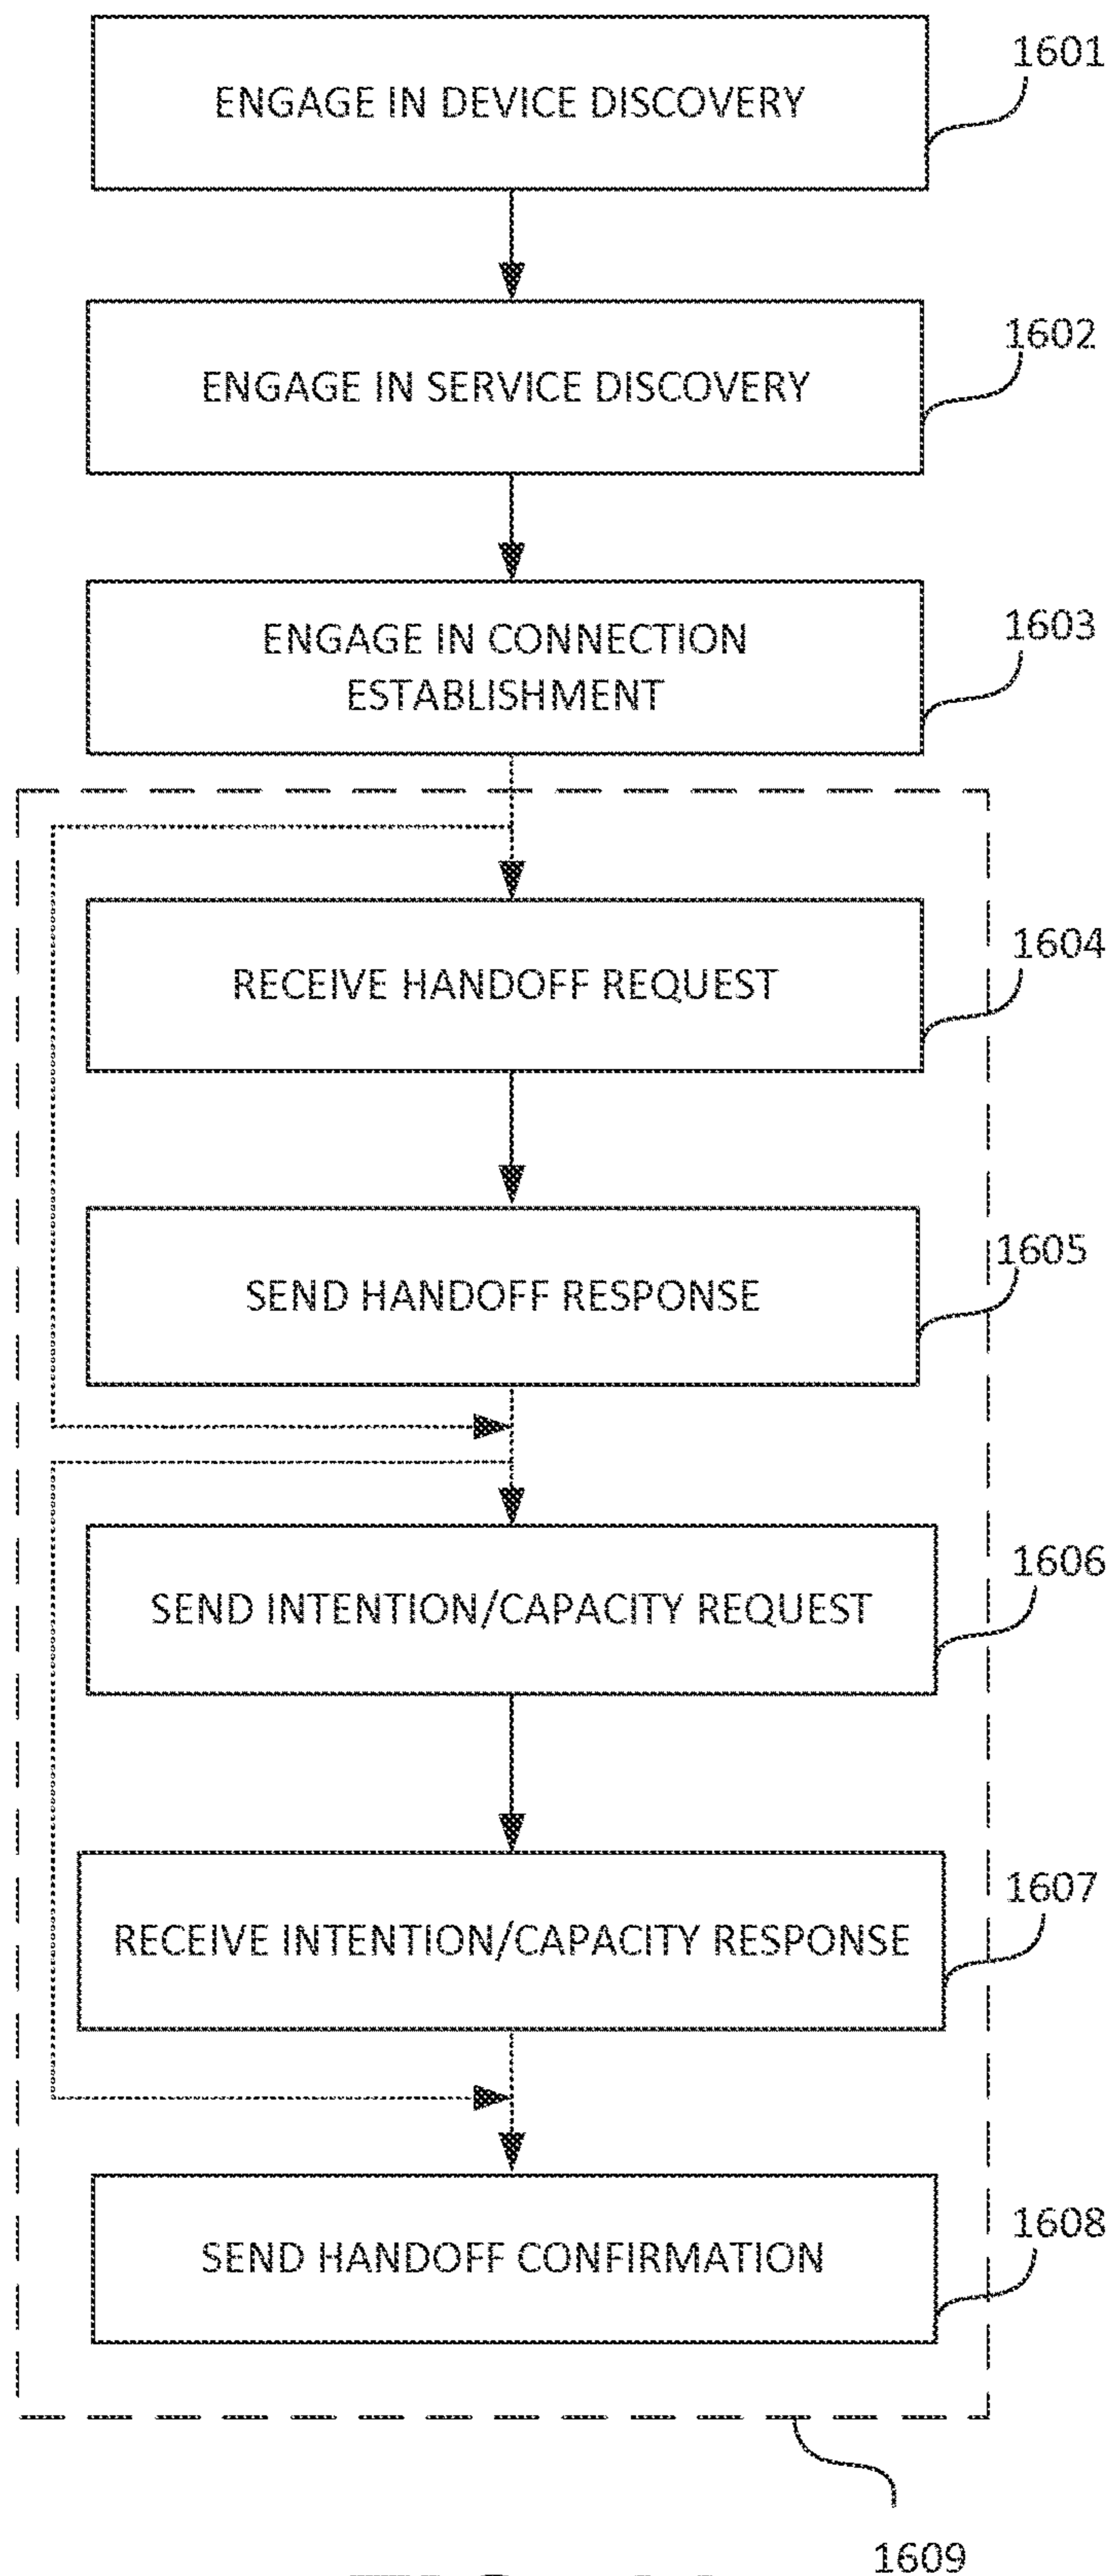 1601
ENGAGE IN DEVICE DISCOVERY
1602
ENGAGE IN SERVICE DISCOVERY
1603
ENGAGE IN CONNECTION
ESTABLISHMENT
1604
RECEIVE HANDOFF REQUEST
1605
SEND HANDOFF RESPONSE
1606
SEND INTENTION/CAPACITY REQUEST
1607
RECEIVE INTENTION/CAPACITY RESPONSE
1608
SEND HANDOFF CONFIRMATION
1609